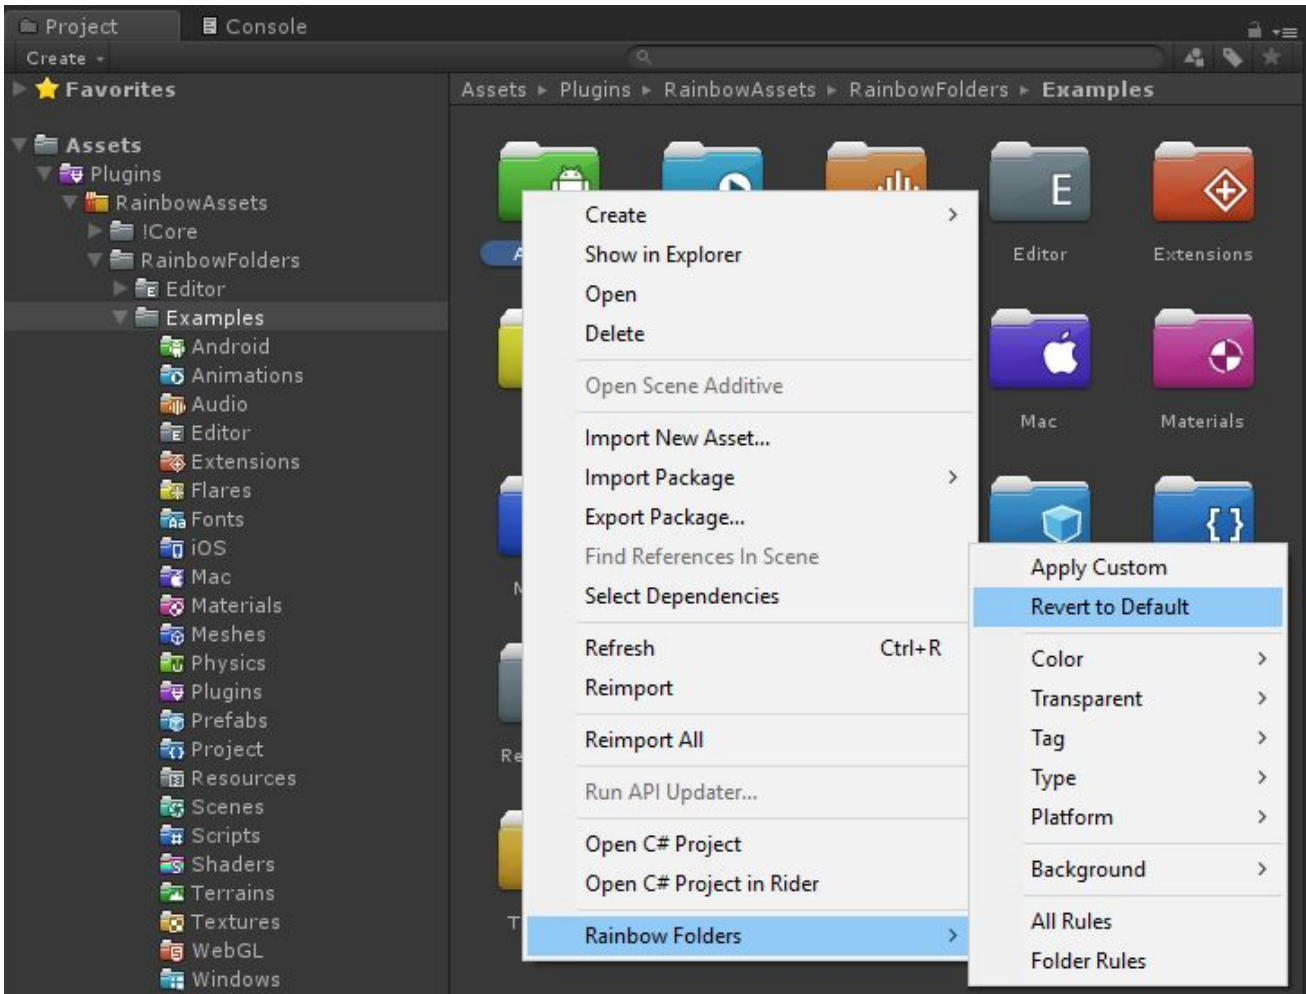 Project
Console
Create
Favorites
Assets ▸ Plugins ▸ RainbowAssets ▸ RainbowFolders ▸ Examples
Assets
Plugins
RainbowAssets
!Core
RainbowFolders
Editor
Examples
Android
Animations
Audio
Editor
Extensions
Flares
Fonts
iOS
Mac
Materials
Meshes
Physics
Plugins
Prefabs
Project
Resources
Scenes
Scripts
Shaders
Terrains
Textures
WebGL
Windows
E
Editor
Extensions
Mac
Materials
{ }
Re
T
Create
Show in Explorer
Open
Delete
Open Scene Additive
Import New Asset...
Import Package
Export Package...
Find References In Scene
Select Dependencies
Refresh Ctrl+R
Reimport
Reimport All
Run API Updater...
Open C# Project
Open C# Project in Rider
Rainbow Folders
Apply Custom
Revert to Default
Color
Transparent
Tag
Type
Platform
Background
All Rules
Folder Rules